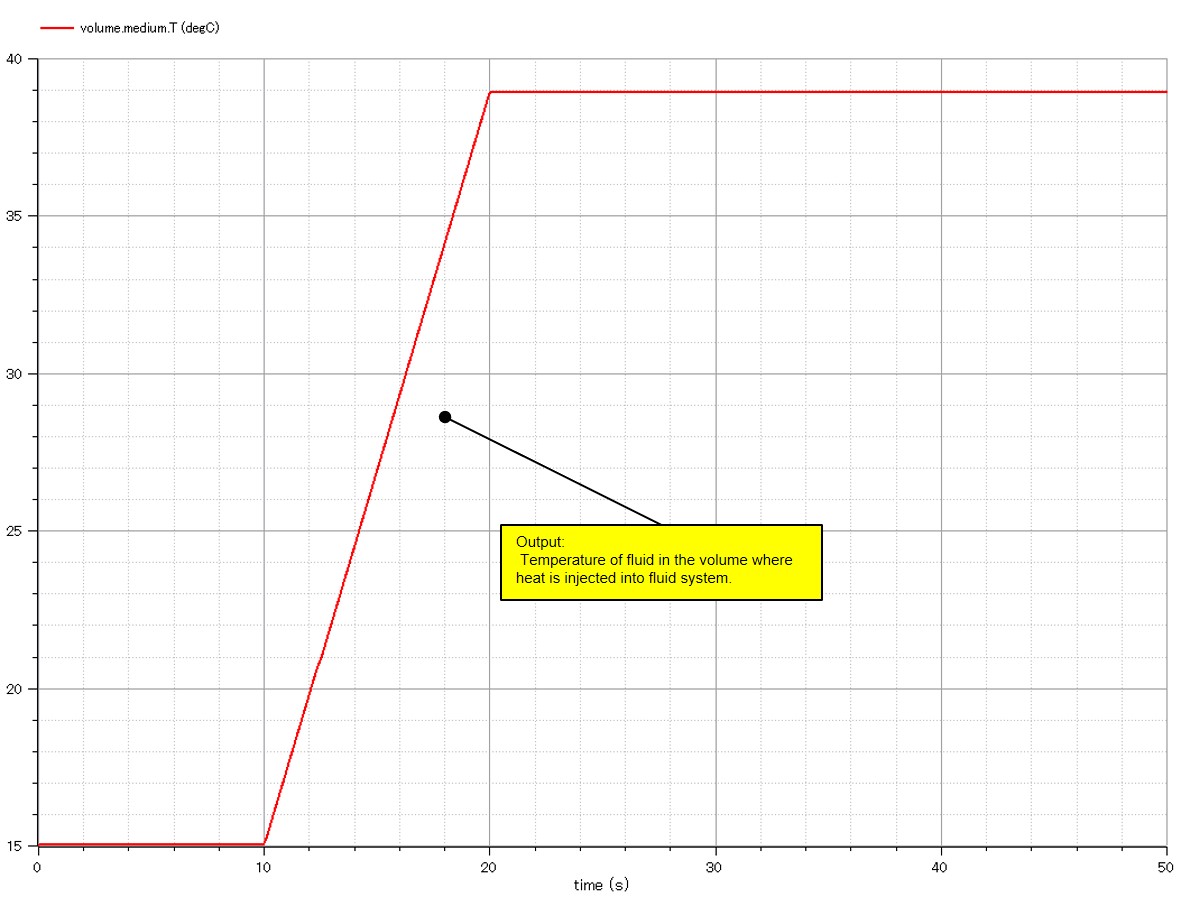 volume.medium.T (degC)
40
35
30
25
20
15
Output:
Temperature of fluid in the volume where
heat is injected into fluid system.
0 10 20 30 40 50
time (s)